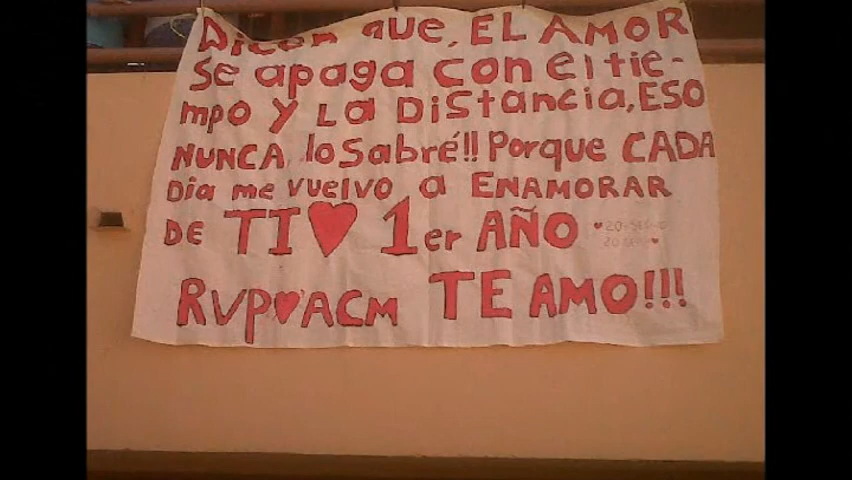 Dicen que, EL AMOR
Se apaga con el tie-
mpo y LA DiStancia, ESO
NUNCA lo Sabré!! Porque CADA
Dia me vuelvo a ENAMORAR
DE TI ♥ 1er AÑO
RVP♥ACM TE AMO!!!